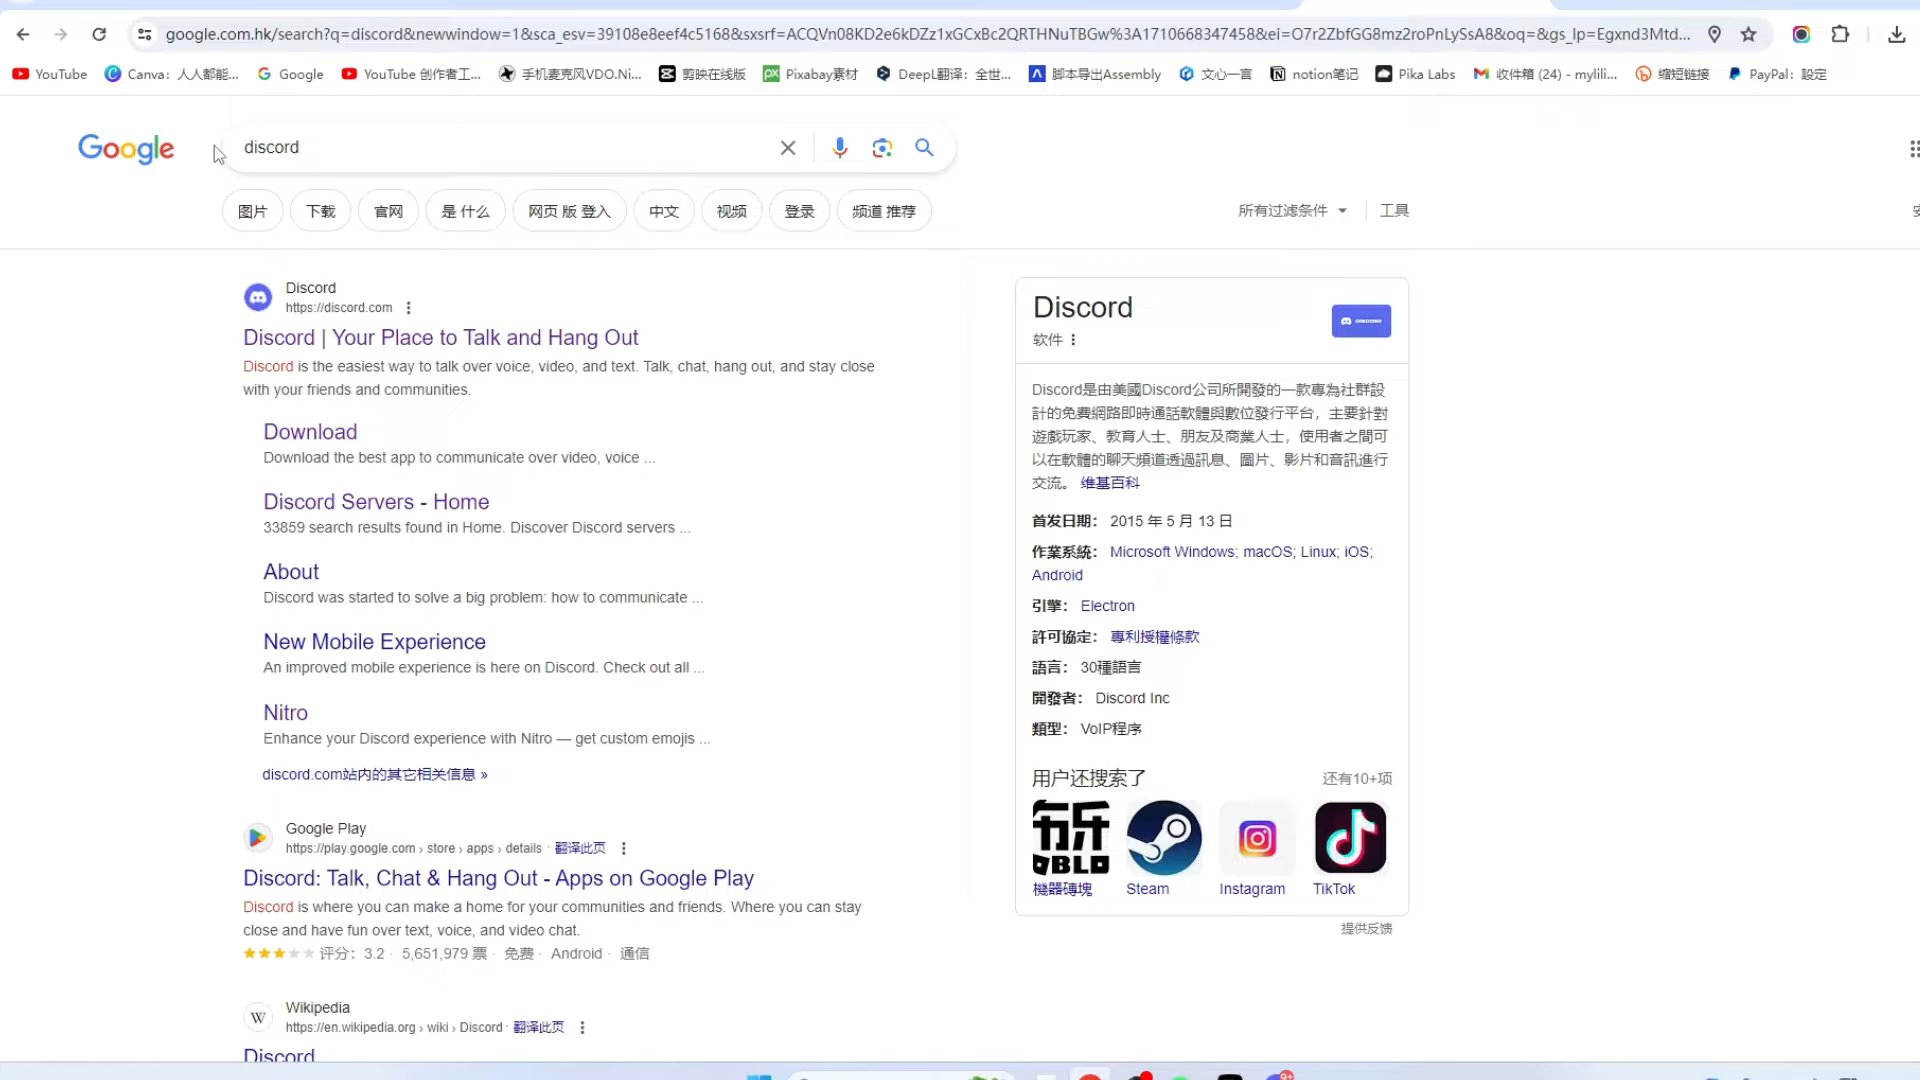 google.com.hk/search?q=discord&newwindow=1&sca_esv=39108e8eef4c5168&sxsrf=ACQVn08KD2e6kDZz1xGCxBc2QRTHNuTBGw%3A1710668347458&ei=O7r2ZbfGG8mz2roPnLySsA8&oq=&gs_lp=Egxnd3Mtd...
YouTube Canva：人人都能... Google YouTube 创作者工... 手机麦克风VDO.Ni... 剪映在线版 Pixabay素材 DeepL翻译：全世... 脚本导出Assembly 文心一言 notion笔记 Pika Labs 收件箱 (24) - mylili... 缩短链接 PayPal：設定
Google discord
图片 下载 官网 是 什么 网页 版 登入 中文 视频 登录 频道 推荐 所有过滤条件 工具
Discord
https://discord.com
Discord | Your Place to Talk and Hang Out
Discord is the easiest way to talk over voice, video, and text. Talk, chat, hang out, and stay close
with your friends and communities.
Download
Download the best app to communicate over video, voice ...
Discord Servers - Home
33859 search results found in Home. Discover Discord servers ...
About
Discord was started to solve a big problem: how to communicate ...
New Mobile Experience
An improved mobile experience is here on Discord. Check out all ...
Nitro
Enhance your Discord experience with Nitro — get custom emojis ...
discord.com站内的其它相关信息 »
Google Play
https://play.google.com › store › apps › details · 翻译此页
Discord: Talk, Chat & Hang Out - Apps on Google Play
Discord is where you can make a home for your communities and friends. Where you can stay
close and have fun over text, voice, and video chat.
评分：3.2 · 5,651,979 票 · 免费 · Android · 通信
Wikipedia
https://en.wikipedia.org › wiki › Discord · 翻译此页
Discord
Discord
软件
DISCORD
Discord是由美國Discord公司所開發的一款專為社群設
計的免費網路即時通話軟體與數位發行平台，主要針對
遊戲玩家、教育人士、朋友及商業人士，使用者之間可
以在軟體的聊天頻道透過訊息、圖片、影片和音訊進行
交流。 维基百科
首发日期： 2015 年 5 月 13 日
作業系統： Microsoft Windows; macOS; Linux; iOS;
Android
引擎： Electron
許可協定： 專利授權條款
語言： 30種語言
開發者： Discord Inc
類型： VoIP程序
用户还搜索了 还有10+项
機器磚塊 Steam Instagram TikTok
提供反馈